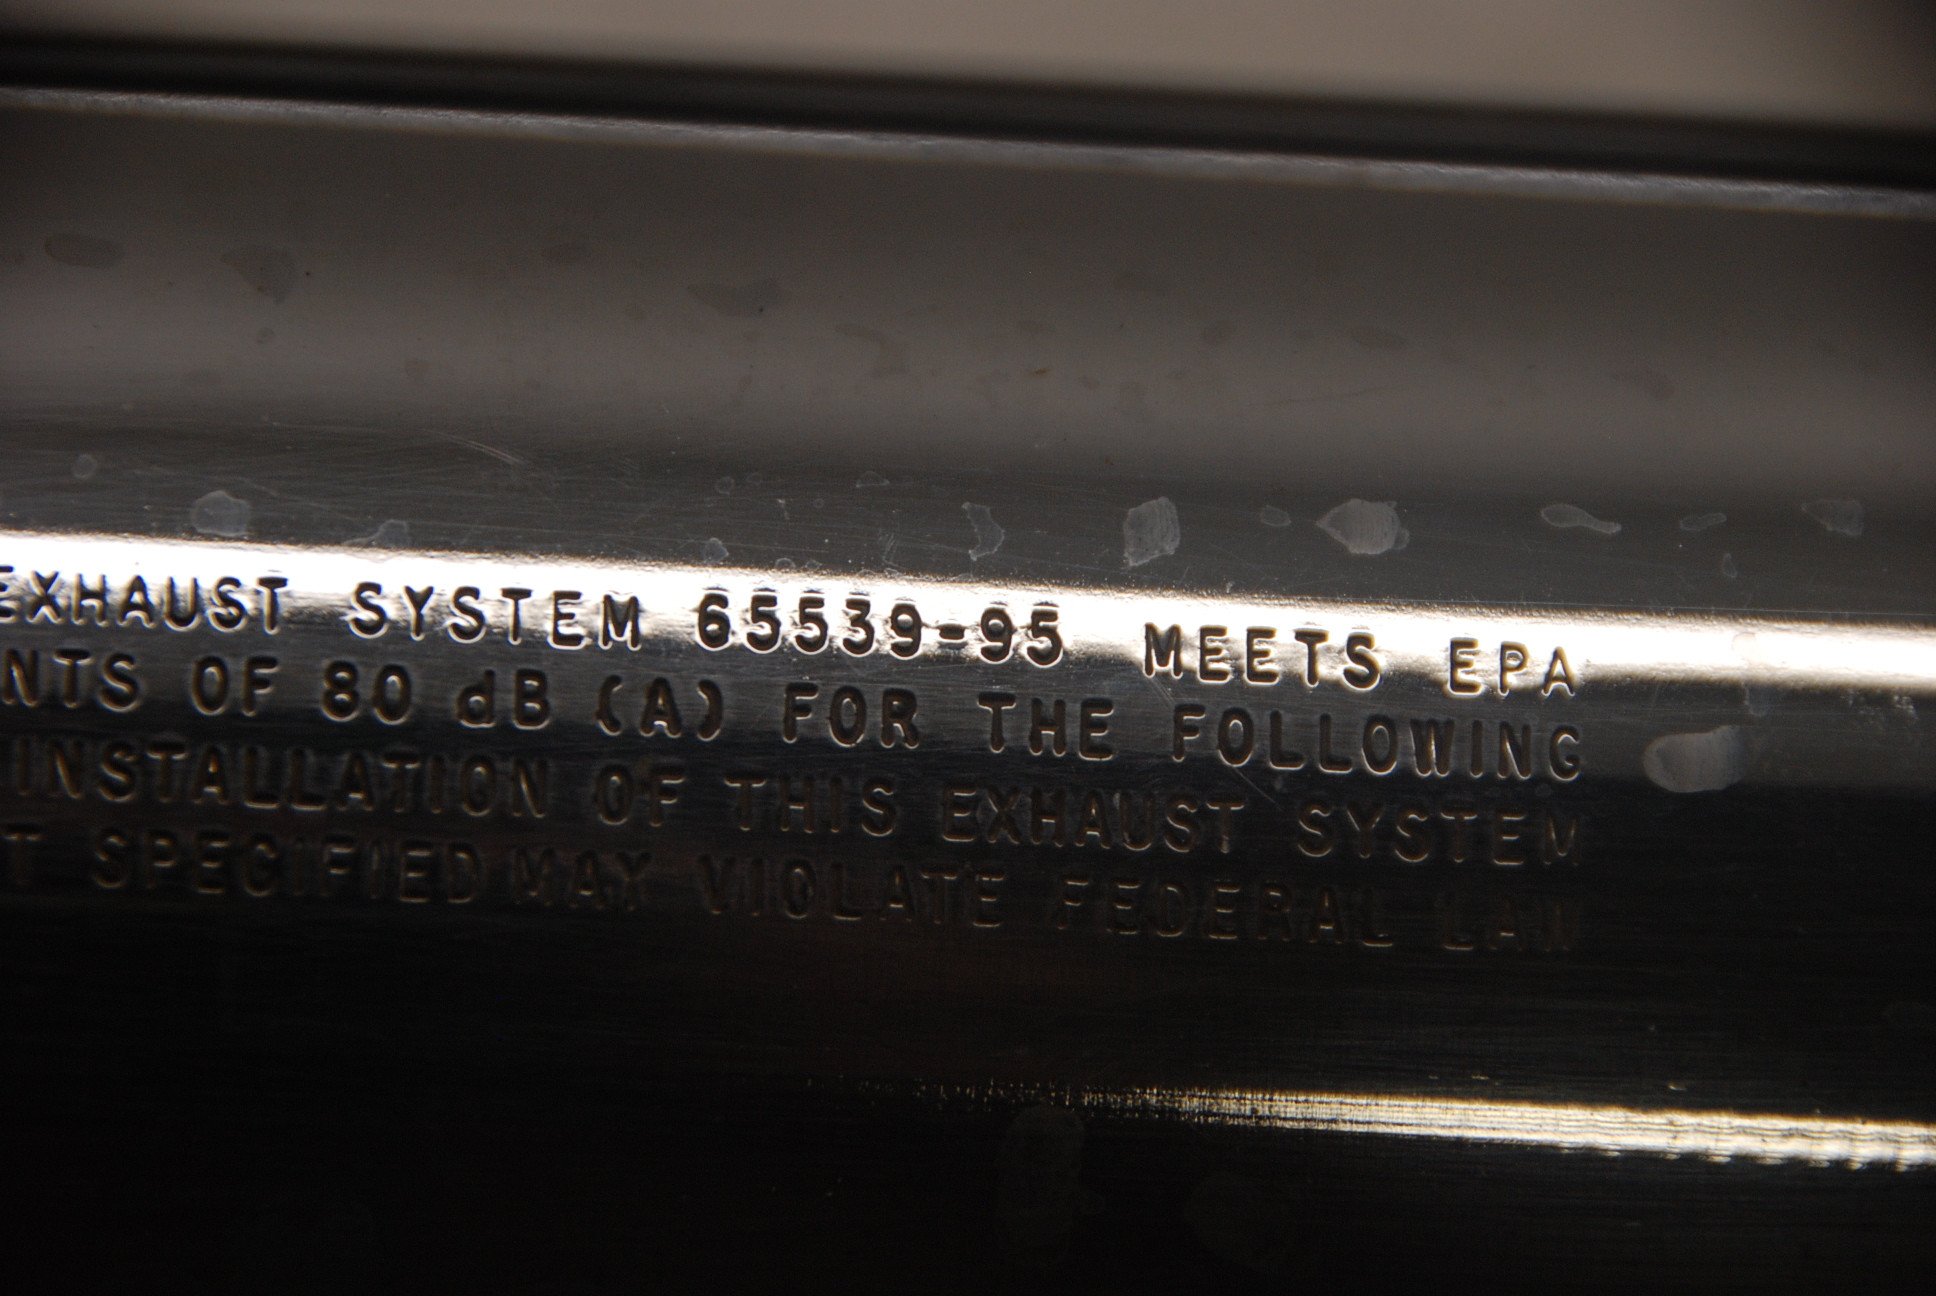 EXHAUST SYSTEM 65539-95 MEETS EPA
NTS OF 80 dB (A) FOR THE FOLLOWING
INSTALLATION OF THIS EXHAUST SYSTEM
T SPECIFIED MAY VIOLATE FEDERAL LAW